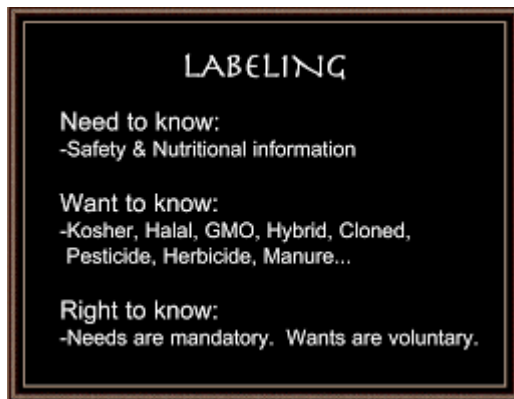 LABELING
Need to know:
-Safety & Nutritional information
Want to know:
-Kosher, Halal, GMO, Hybrid, Cloned,
Pesticide, Herbicide, Manure...
Right to know:
-Needs are mandatory. Wants are voluntary.